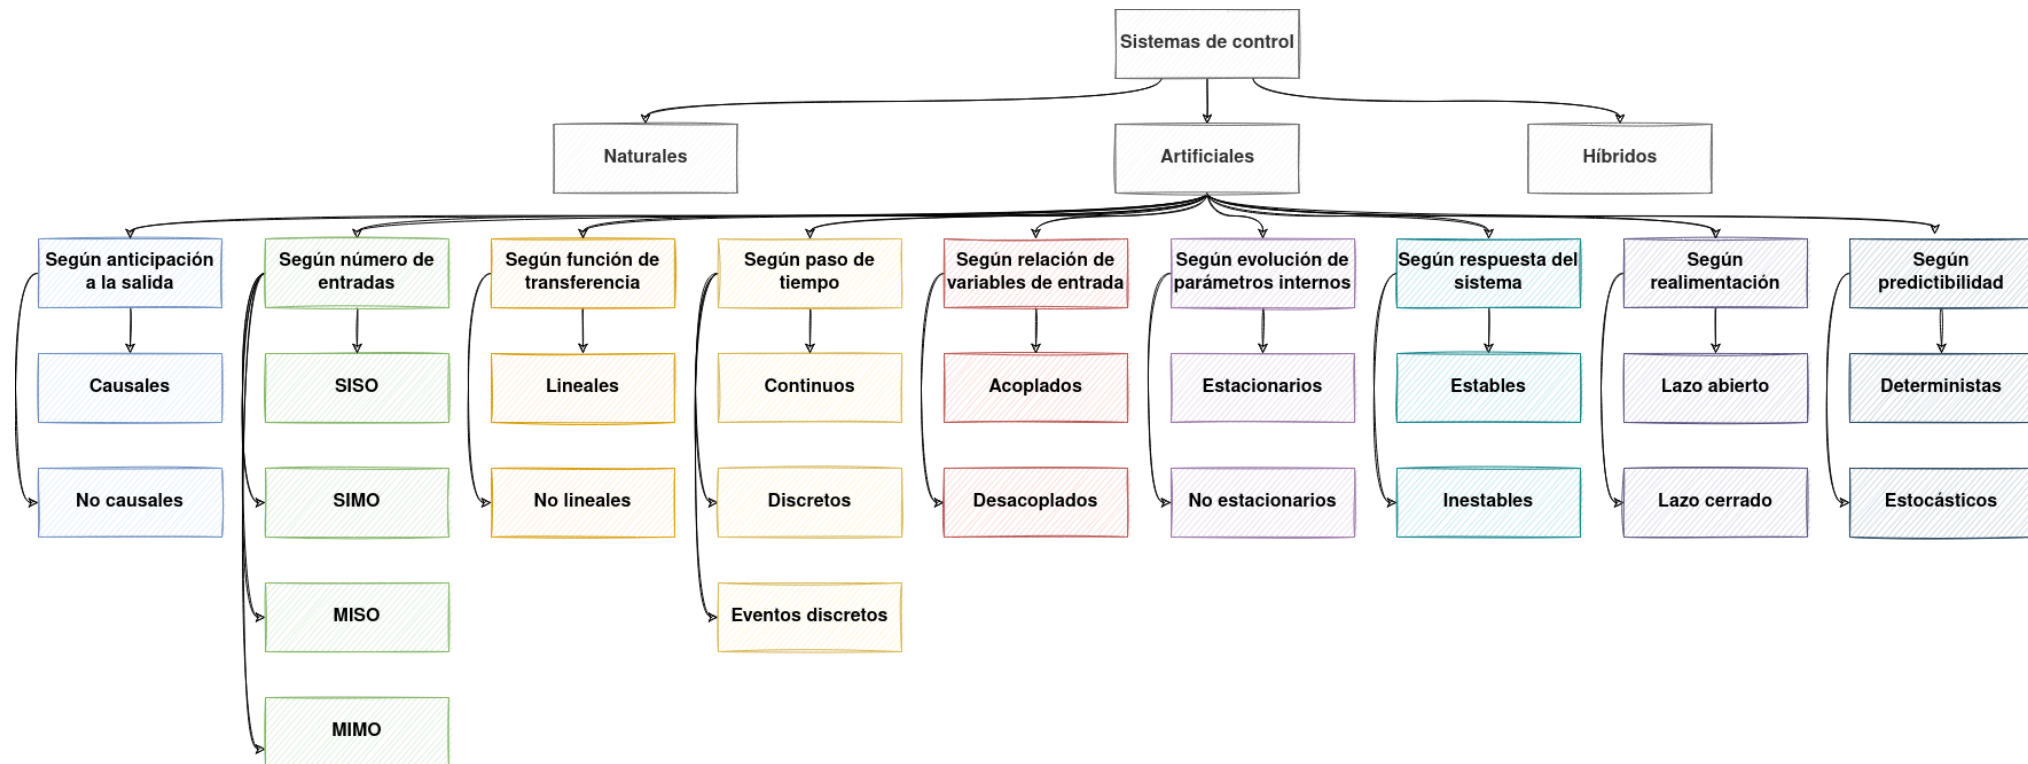 Sistemas de control
Naturales
Artificiales
Híbridos
Según anticipación
a la salida
Según número de
entradas
Según función de
transferencia
Según paso de
tiempo
Según relación de
variables de entrada
Según evolución de
parámetros internos
Según respuesta del
sistema
Según
realimentación
Según
predictibilidad
Causales
SISO
Lineales
Continuos
Acoplados
Estacionarios
Estables
Lazo abierto
Deterministas
No causales
SIMO
No lineales
Discretos
Desacoplados
No estacionarios
Inestables
Lazo cerrado
Estocásticos
MISO
Eventos discretos
MIMO